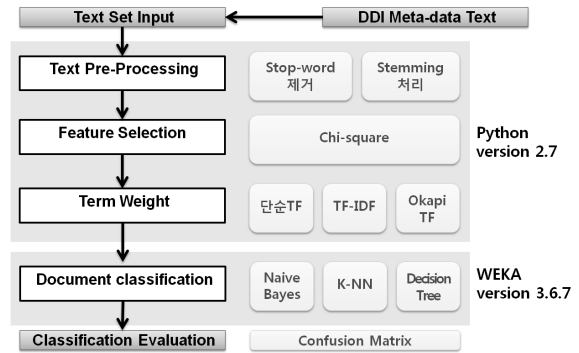 Text Set Input
DDI Meta-data Text
Text Pre-Processing
Stop-word
제거
Stemming
처리
Feature Selection
Chi-square
Python
version 2.7
Term Weight
단순TF
TF-IDF
Okapi
TF
Document classification
Naive
Bayes
K-NN
Decision
Tree
WEKA
version 3.6.7
Classification Evaluation
Confusion Matrix